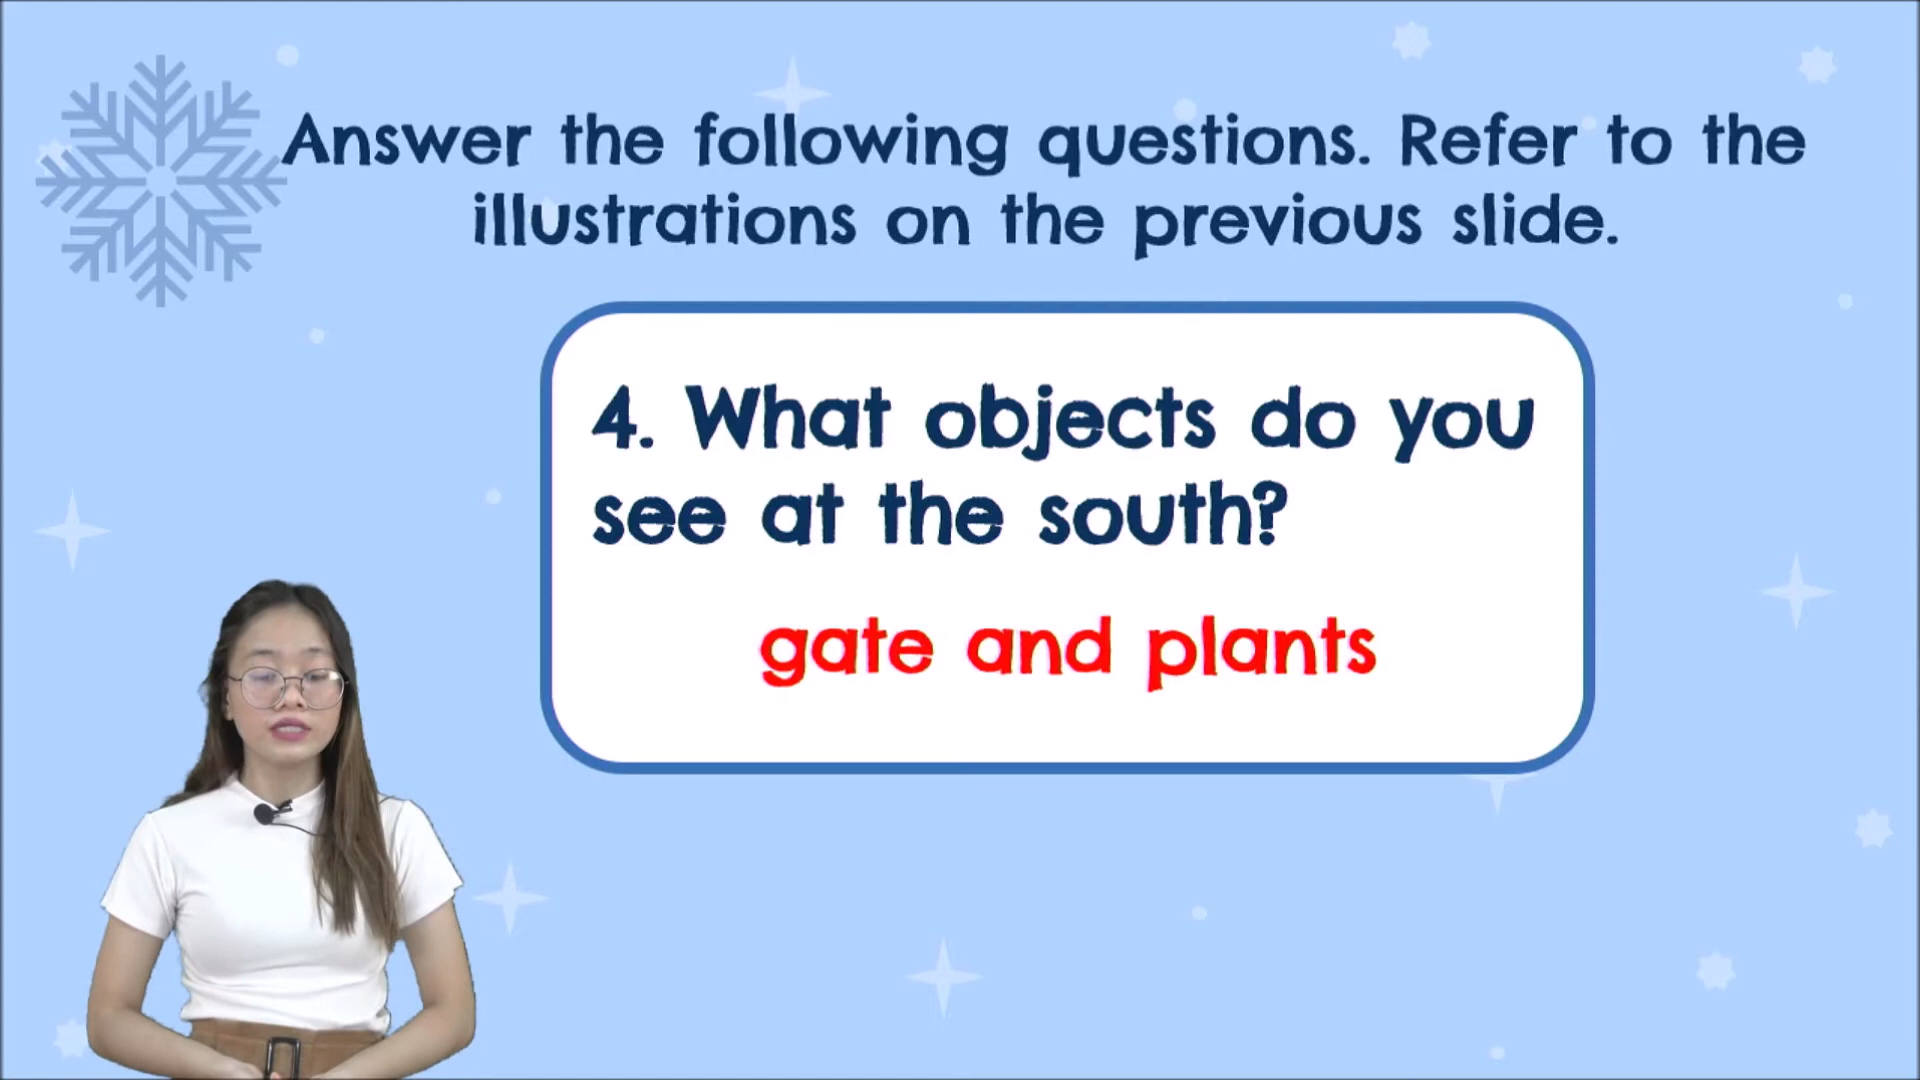 Answer the following questions. Refer to the
illustrations on the previous slide.
4. What objects do you
see at the south?
gate and plants